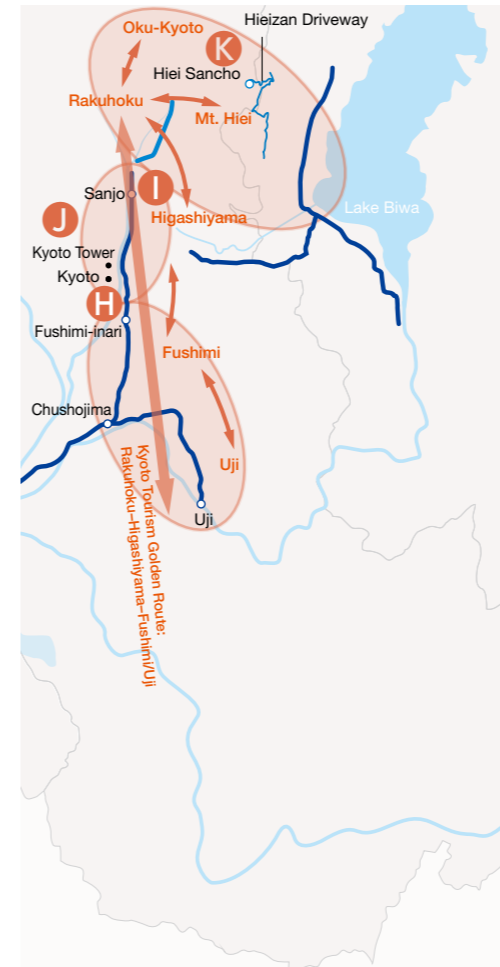 Hieizan Driveway
Oku-Kyoto
K
Hiei Sancho
Rakuhoku
Mt. Hiei
I
Sanjo
Lake Biwa
J
Higashiyama
Kyoto Tower
Kyoto
H
Fushimi-inari
Fushimi
Chushojima
Uji
Uji
Kyoto Tourism Golden Route:
Rakuhoku–Higashiyama–Fushimi/Uji